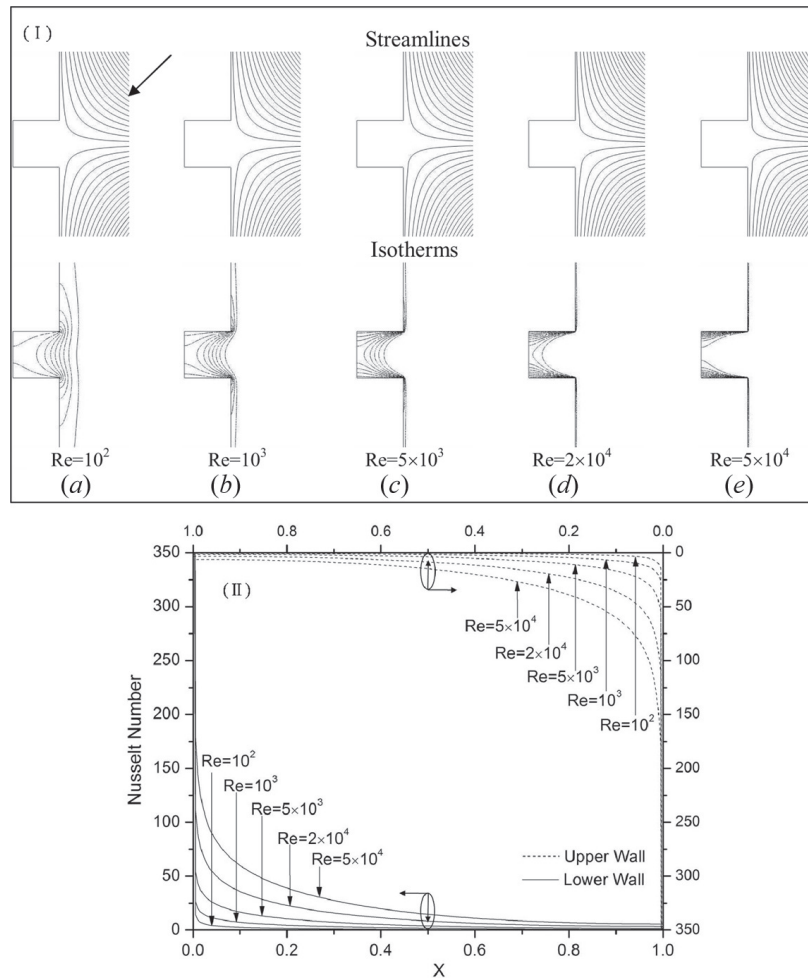 (I)
Streamlines
Isotherms
Re=10² Re=10³ Re=5×10³ Re=2×10⁴ Re=5×10⁴
(a) (b) (c) (d) (e)
1.0 0.8 0.6 0.4 0.2 0.0
350 0
(II)
300 50
Re=5×10⁴
Re=2×10⁴
250 100
Re=5×10³
Re=10³
Re=10²
200 150
Nusselt Number
150 200
Re=10²
Re=10³
100 250
Re=5×10³
Re=2×10⁴
Re=5×10⁴
Upper Wall
50 300
Lower Wall
0 350
0.0 0.2 0.4 0.6 0.8 1.0
X